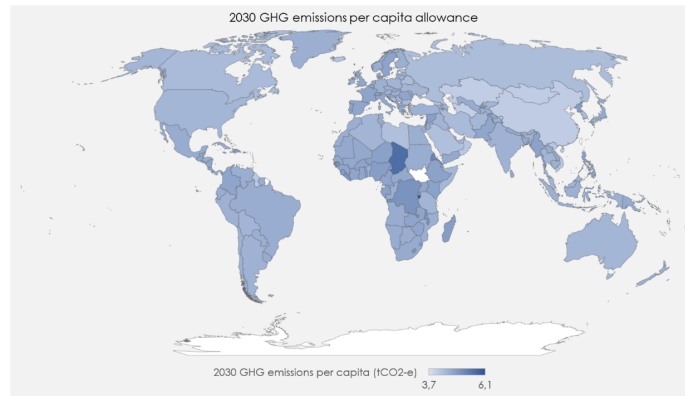 2030 GHG emissions per capita allowance
2030 GHG emissions per capita (tCO2-e)
3,7 6,1